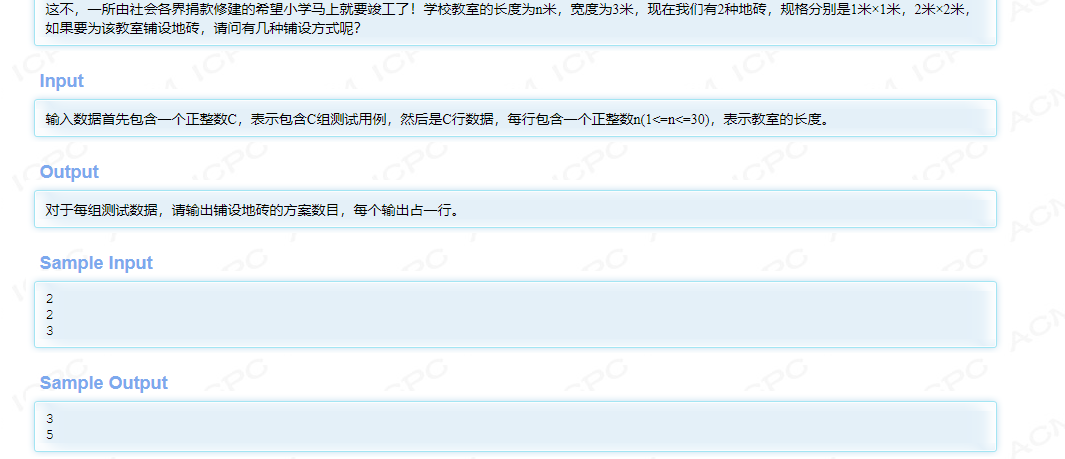 这不，一所由社会各界捐款修建的希望小学马上就要竣工了！学校教室的长度为n米，宽度为3米，现在我们有2种地砖，规格分别是1米×1米，2米×2米，
如果要为该教室铺设地砖，请问有几种铺设方式呢？
Input
输入数据首先包含一个正整数C，表示包含C组测试用例，然后是C行数据，每行包含一个正整数n(1<=n<=30)，表示教室的长度。
Output
对于每组测试数据，请输出铺设地砖的方案数目，每个输出占一行。
Sample Input
2
2
3
Sample Output
3
5